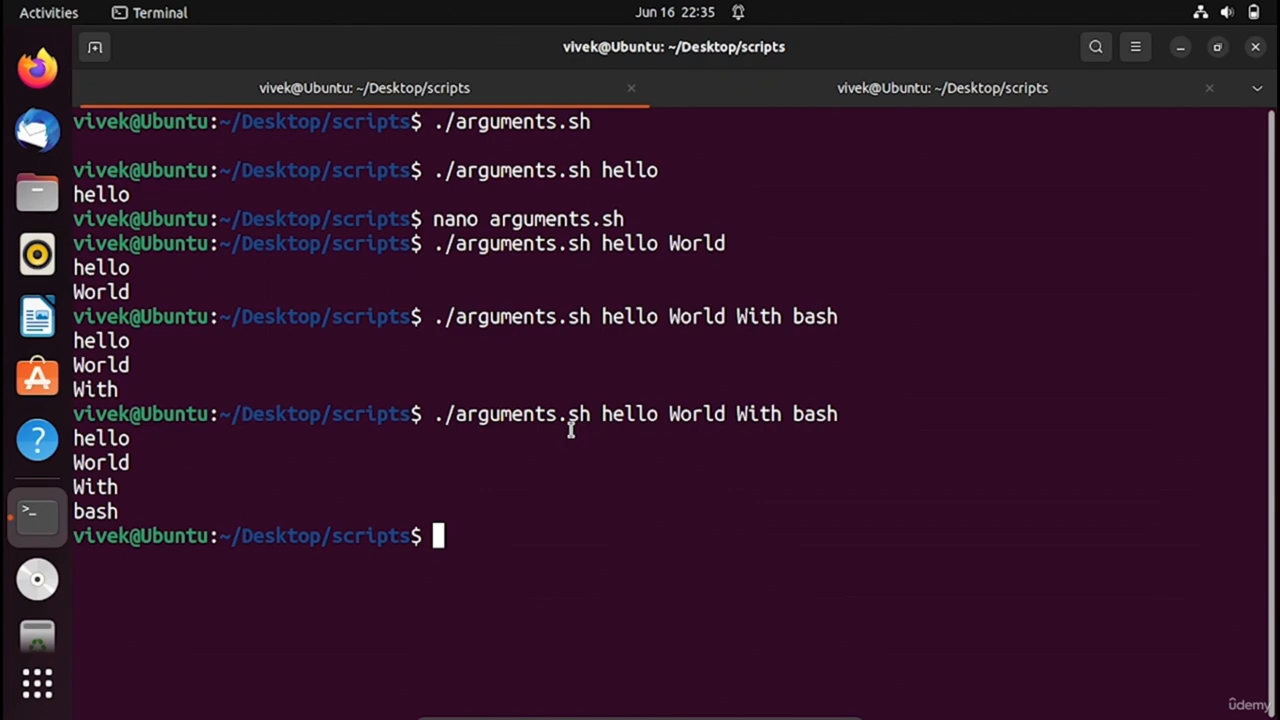 Activities
Terminal
Jun 16 22:35
vivek@Ubuntu: ~/Desktop/scripts
vivek@Ubuntu: ~/Desktop/scripts
vivek@Ubuntu: ~/Desktop/scripts
vivek@Ubuntu:~/Desktop/scripts$ ./arguments.sh
vivek@Ubuntu:~/Desktop/scripts$ ./arguments.sh hello
hello
vivek@Ubuntu:~/Desktop/scripts$ nano arguments.sh
vivek@Ubuntu:~/Desktop/scripts$ ./arguments.sh hello World
hello
World
vivek@Ubuntu:~/Desktop/scripts$ ./arguments.sh hello World With bash
hello
World
With
vivek@Ubuntu:~/Desktop/scripts$ ./arguments.sh hello World With bash
hello
World
With
bash
vivek@Ubuntu:~/Desktop/scripts$
ûdemy